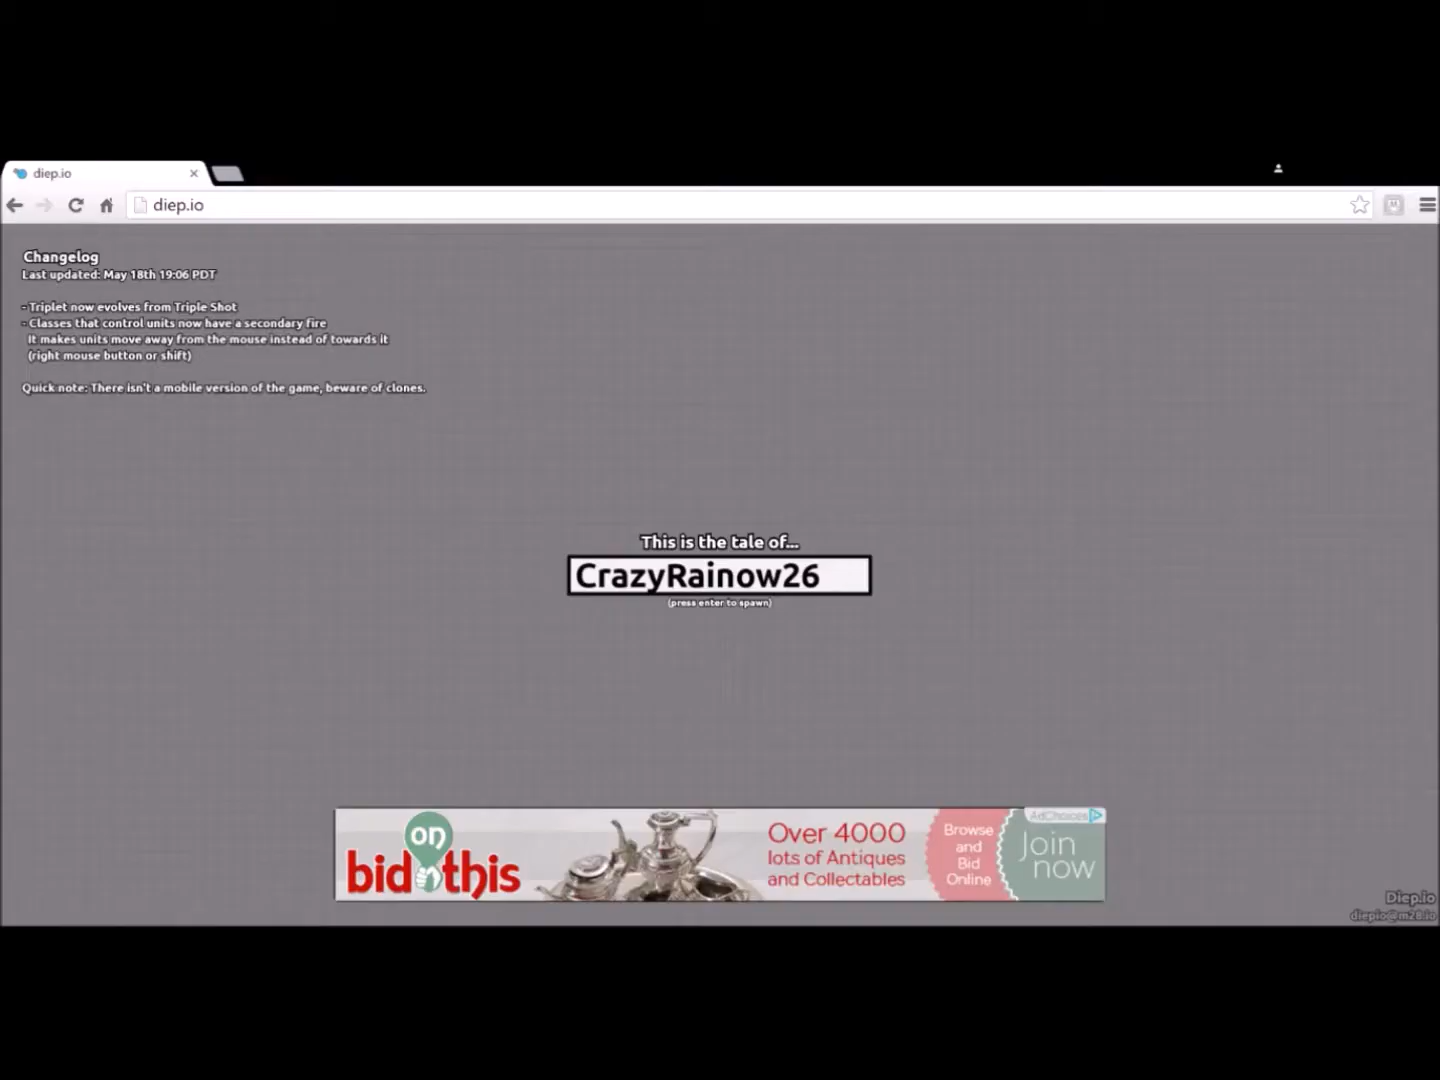 diep.io
diep.io
Changelog
Last updated: May 18th 19:06 PDT
- Triplet now evolves from Triple Shot
- Classes that control units now have a secondary fire
It makes units move away from the mouse instead of towards it
(right mouse button or shift)
Quick note: There isn't a mobile version of the game, beware of clones.
This is the tale of...
CrazyRainow26
(press enter to spawn)
on
bid this
Over 4000
lots of Antiques
and Collectables
Browse
and
Bid
Online
AdChoices
Join
now
Diep.io
diepio@m28.io